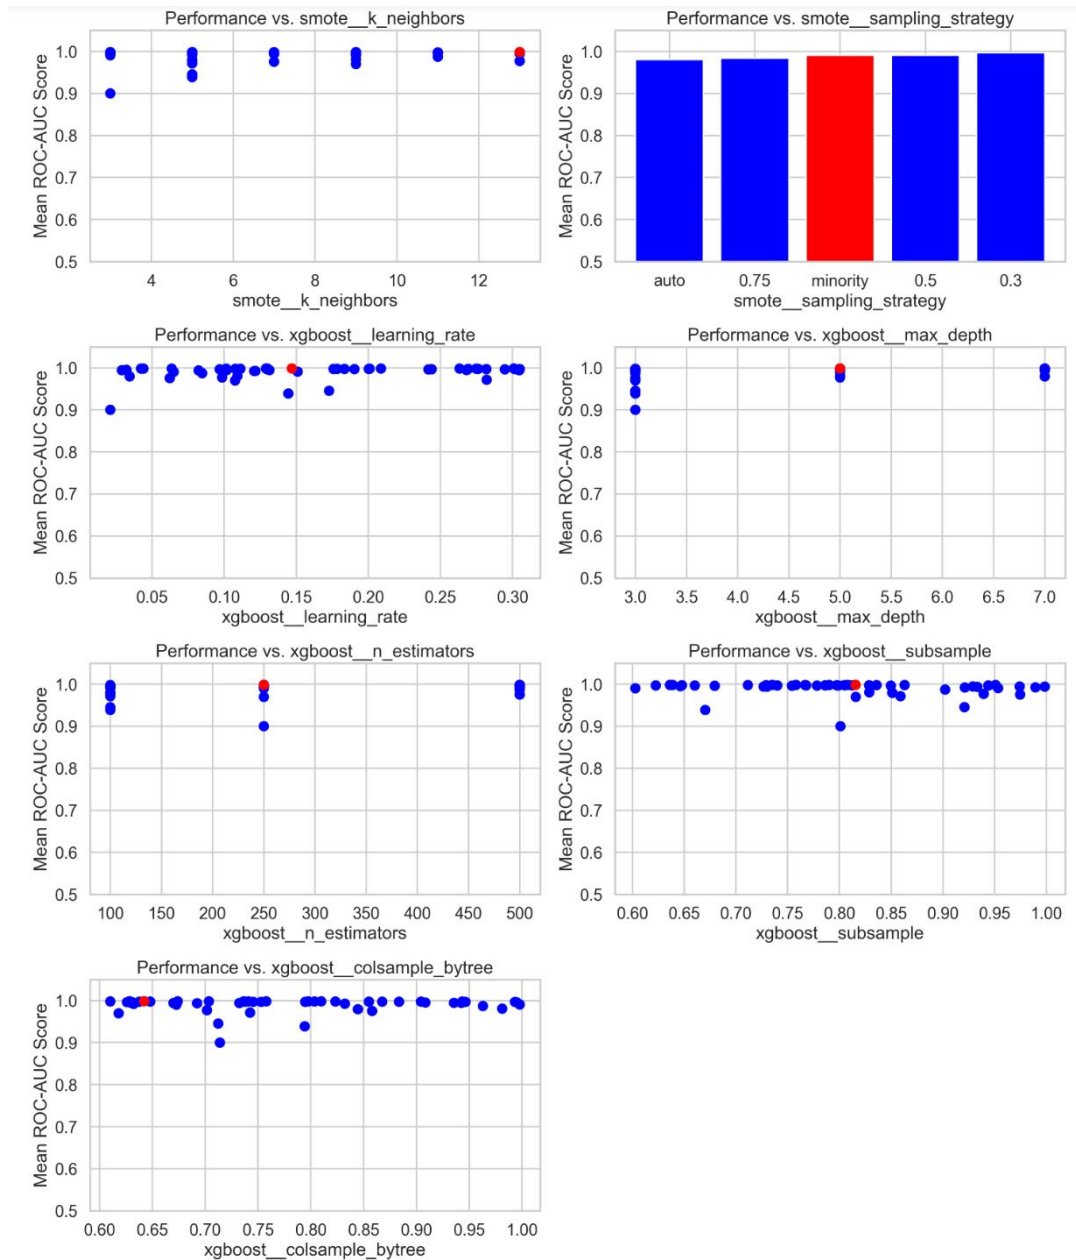 Performance vs. smote__k_neighbors
Mean ROC-AUC Score
1.0
0.9
0.8
0.7
0.6
0.5
4 6 8 10 12
smote__k_neighbors
Performance vs. smote__sampling_strategy
Mean ROC-AUC Score
1.0
0.9
0.8
0.7
0.6
0.5
auto 0.75 minority 0.5 0.3
smote__sampling_strategy
Performance vs. xgboost__learning_rate
Mean ROC-AUC Score
1.0
0.9
0.8
0.7
0.6
0.5
0.05 0.10 0.15 0.20 0.25 0.30
xgboost__learning_rate
Performance vs. xgboost__max_depth
Mean ROC-AUC Score
1.0
0.9
0.8
0.7
0.6
0.5
3.0 3.5 4.0 4.5 5.0 5.5 6.0 6.5 7.0
xgboost__max_depth
Performance vs. xgboost__n_estimators
Mean ROC-AUC Score
1.0
0.9
0.8
0.7
0.6
0.5
100 150 200 250 300 350 400 450 500
xgboost__n_estimators
Performance vs. xgboost__subsample
Mean ROC-AUC Score
1.0
0.9
0.8
0.7
0.6
0.5
0.60 0.65 0.70 0.75 0.80 0.85 0.90 0.95 1.00
xgboost__subsample
Performance vs. xgboost__colsample_bytree
Mean ROC-AUC Score
1.0
0.9
0.8
0.7
0.6
0.5
0.60 0.65 0.70 0.75 0.80 0.85 0.90 0.95 1.00
xgboost__colsample_bytree